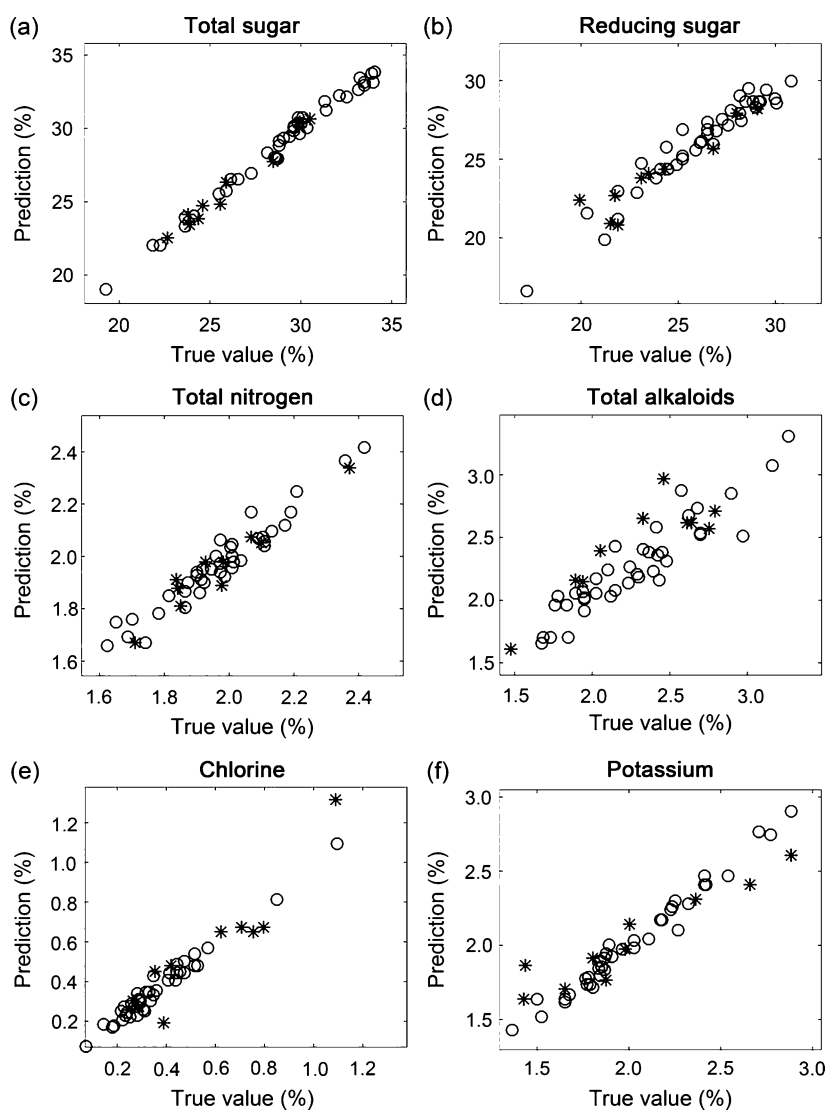 (a) Total sugar
35
30
25
20
Prediction (%)
20 25 30 35
True value (%)
(b) Reducing sugar
30
25
20
Prediction (%)
20 25 30
True value (%)
(c) Total nitrogen
2.4
2.2
2.0
1.8
1.6
Prediction (%)
1.6 1.8 2.0 2.2 2.4
True value (%)
(d) Total alkaloids
3.0
2.5
2.0
1.5
Prediction (%)
1.5 2.0 2.5 3.0
True value (%)
(e) Chlorine
1.2
1.0
0.8
0.6
0.4
0.2
Prediction (%)
0.2 0.4 0.6 0.8 1.0 1.2
True value (%)
(f) Potassium
3.0
2.5
2.0
1.5
Prediction (%)
1.5 2.0 2.5 3.0
True value (%)